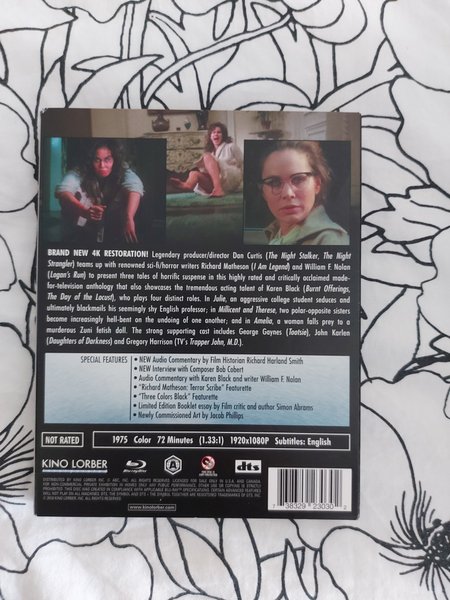 BRAND NEW 4K RESTORATION! Legendary producer/director Dan Curtis (The Night Stalker, The Night
Strangler) teams up with renowned sci-fi/horror writers Richard Matheson (I Am Legend) and William F. Nolan
(Logan's Run) to present three tales of horrific suspense in this highly rated and critically acclaimed made-
for-television anthology that also showcases the tremendous acting talent of Karen Black (Burnt Offerings,
The Day of the Locust), who plays four distinct roles. In Julie, an aggressive college student seduces and
ultimately blackmails his seemingly shy English professor; in Millicent and Therese, two polar-opposite sisters
become increasingly hell-bent on the undoing of one another; and in Amelia, a woman falls prey to a
murderous Zuni fetish doll. The strong supporting cast includes George Gaynes (Tootsie), John Karlen
(Daughters of Darkness) and Gregory Harrison (TV's Trapper John, M.D.).
SPECIAL FEATURES
• NEW Audio Commentary by Film Historian Richard Harland Smith
• NEW Interview with Composer Bob Cobert
• Audio Commentary with Karen Black and writer William F. Nolan
• "Richard Matheson: Terror Scribe" Featurette
• "Three Colors Black" Featurette
• Limited Edition Booklet essay by Film critic and author Simon Abrams
• Newly Commissioned Art by Jacob Phillips
NOT RATED
1975 Color 72 Minutes (1.33:1) 1920x1080P Subtitles: English
KINO LORBER
Blu-ray Disc
A
dts
www.kinolorber.com
7 38329 23030 2